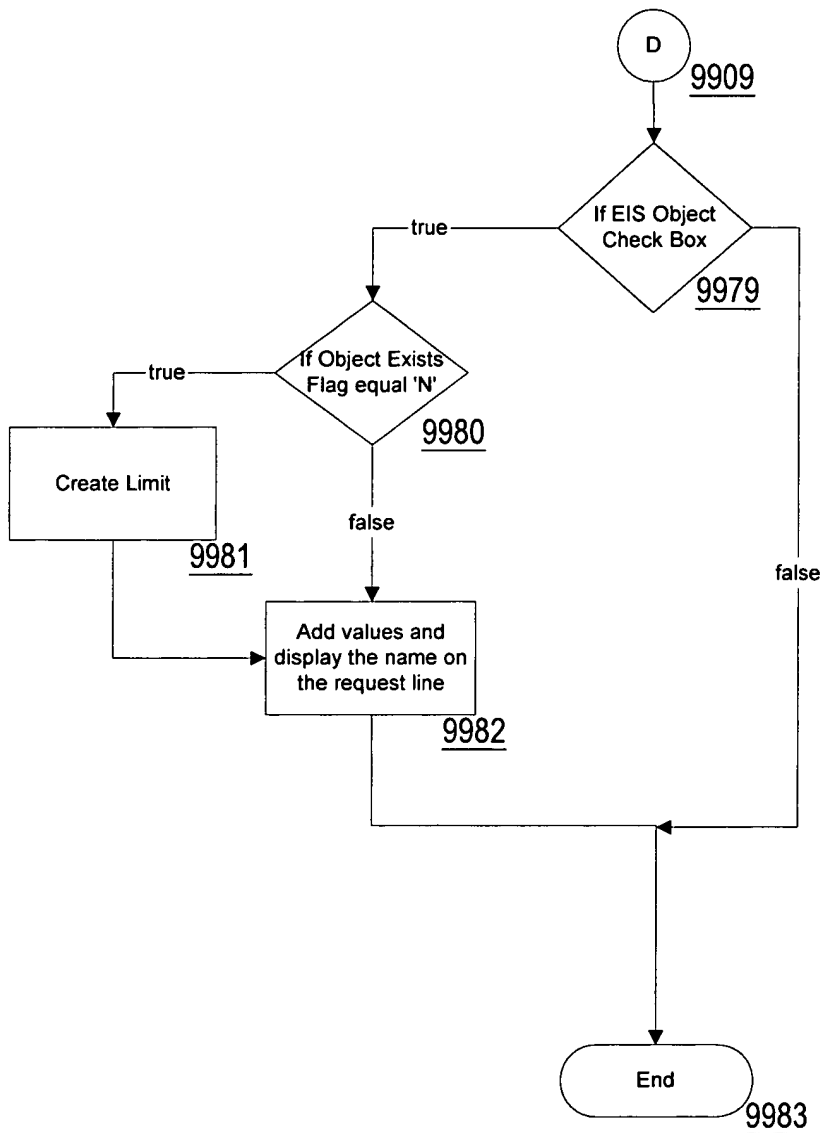 D
9909
If EIS Object
Check Box
9979
true
If Object Exists
Flag equal 'N'
9980
true
Create Limit
9981
false
false
Add values and
display the name on
the request line
9982
End
9983